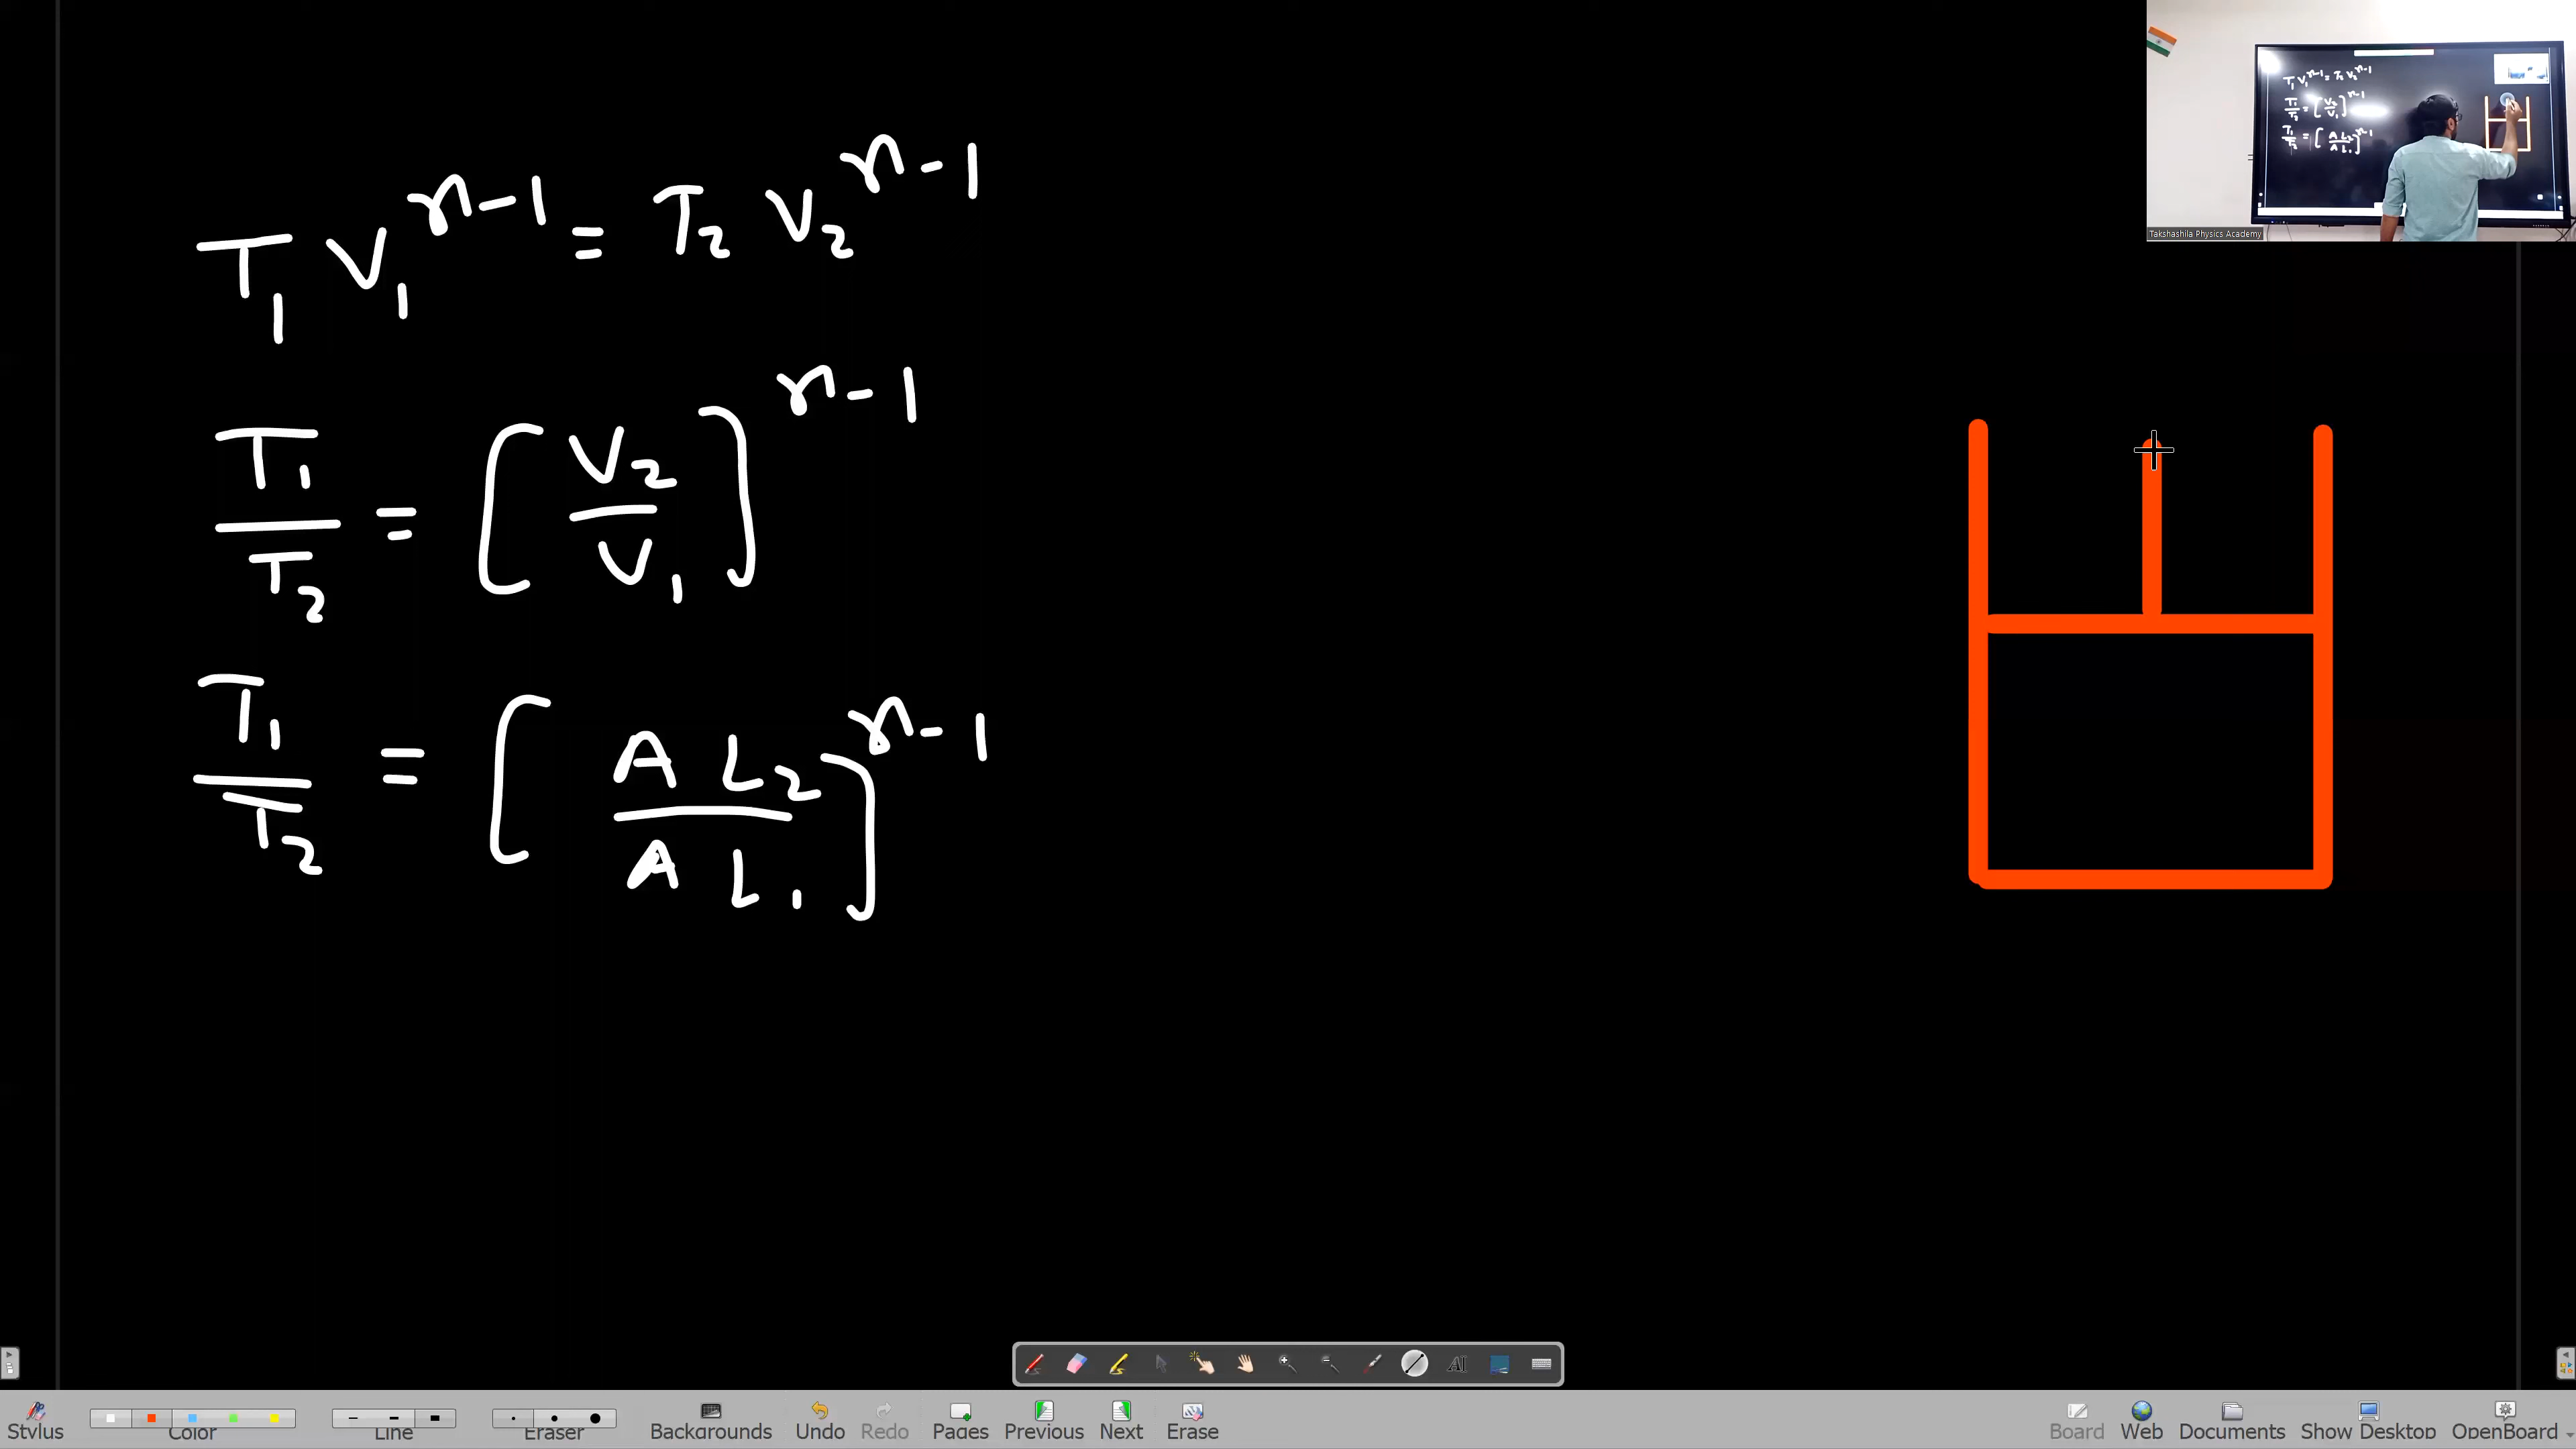 T₁ V₁^(r-1) = T₂ V₂^(r-1)
T₁/T₂ = [V₂/V₁]^(r-1)
T₁/T₂ = [A L₂/A L₁]^(r-1)
Takshashila Physics Academy
Stylus Color Line Eraser Backgrounds Undo Redo Pages Previous Next Erase Board Web Documents Show Desktop OpenBoard